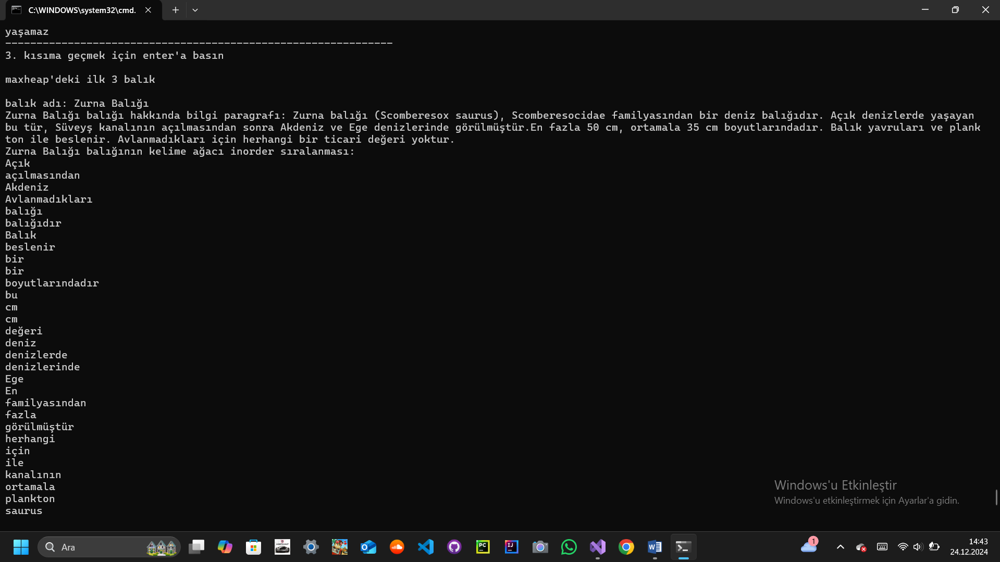 C:\WINDOWS\system32\cmd.
yaşamaz
--------------------------------------------------------------
3. kısıma geçmek için enter'a basın
maxheap'deki ilk 3 balık
balık adı: Zurna Balığı
Zurna Balığı balığı hakkında bilgi paragrafı: Zurna balığı (Scomberesox saurus), Scomberesocidae familyasından bir deniz balığıdır. Açık denizlerde yaşayan
bu tür, Süveyş kanalının açılmasından sonra Akdeniz ve Ege denizlerinde görülmüştür.En fazla 50 cm, ortamala 35 cm boyutlarındadır. Balık yavruları ve plank
ton ile beslenir. Avlanmadıkları için herhangi bir ticari değeri yoktur.
Zurna Balığı balığının kelime ağacı inorder sıralanması:
Açık
açılmasından
Akdeniz
Avlanmadıkları
balığı
balığıdır
Balık
beslenir
bir
bir
boyutlarındadır
bu
cm
cm
değeri
deniz
denizlerde
denizlerinde
Ege
En
familyasından
fazla
görülmüştür
herhangi
için
ile
kanalının
ortamala
plankton
saurus
Windows'u Etkinleştir
Windows'u etkinleştirmek için Ayarlar'a gidin.
Ara
PC
IJ
1
14:43
24.12.2024